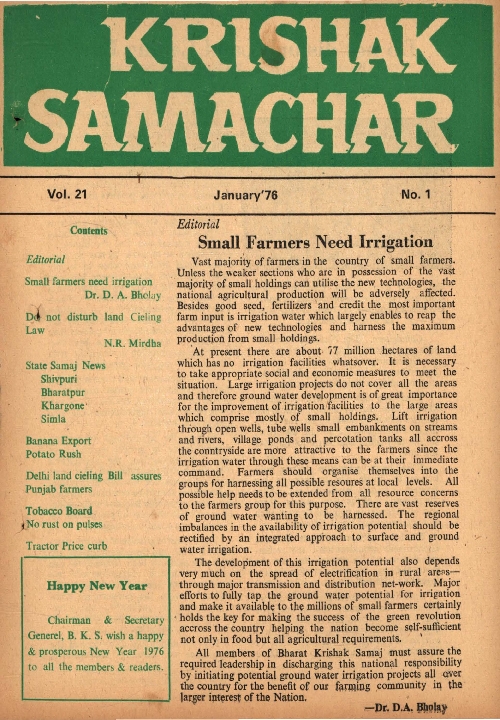 KRISHAK
SAMACHAR
Vol. 21
January'76
No. 1
Contents
Editorial
Small farmers need irrigation
Dr. D. A. Bholay
Do not disturb land Cieling
Law
N.R. Mirdha
State Samaj News
Shivpuri
Bharatpur
Khargone
Simla
Banana Export
Potato Rush
Delhi land cieling Bill assures
Punjab farmers
Tobacco Board
No rust on pulses
Tractor Price curb
Happy New Year
Chairman & Secretary
Generel, B. K. S. wish a happy
& prosperous New Year 1976
to all the members & readers.
Editorial
Small Farmers Need Irrigation
Vast majority of farmers in the country of small farmers.
Unless the weaker sections who are in possession of the vast
majority of small holdings can utilise the new technologies, the
national agricultural production will be adversely affected.
Besides good seed, fertilizers and credit the most important
farm input is irrigation water which largely enables to reap the
advantages of new technologies and harness the maximum
production from small holdings.
At present there are about 77 million hectares of land
which has no irrigation facilities whatsover. It is necessary
to take appropriate social and economic measures to meet the
situation. Large irrigation projects do not cover all the areas
and therefore ground water development is of great importance
for the improvement of irrigation facilities to the large areas
which comprise mostly of small holdings. Lift irrigation
through open wells, tube wells small embankments on streams
and rivers, village ponds and percotation tanks all accross
the countryside are more attractive to the farmers since the
irrigation water through these means can be at their immediate
command. Farmers should organise themselves into the
groups for harnessing all possible resoures at local levels. All
possible help needs to be extended from all resource concerns
to the farmers group for this purpose. There are vast reserves
of ground water wanting to be harnessed. The regional
imbalances in the availability of irrigation potential should be
rectified by an integrated approach to surface and ground
water irrigation.
The development of this irrigation potential also depends
very much on the spread of electrification in rural areas—
through major transmission and distribution net-work. Major
efforts to fully tap the ground water potential for irrigation
and make it available to the millions of small farmers certainly
holds the key for making the success of the green revolution
accross the country helping the nation become self-sufficient
not only in food but all agricultural requirements.
All members of Bharat Krishak Samaj must assure the
required leadership in discharging this national responsibility
by initiating potential ground water irrigation projects all over
the country for the benefit of our farming community in the
larger interest of the Nation.
—Dr. D.A. Bholay